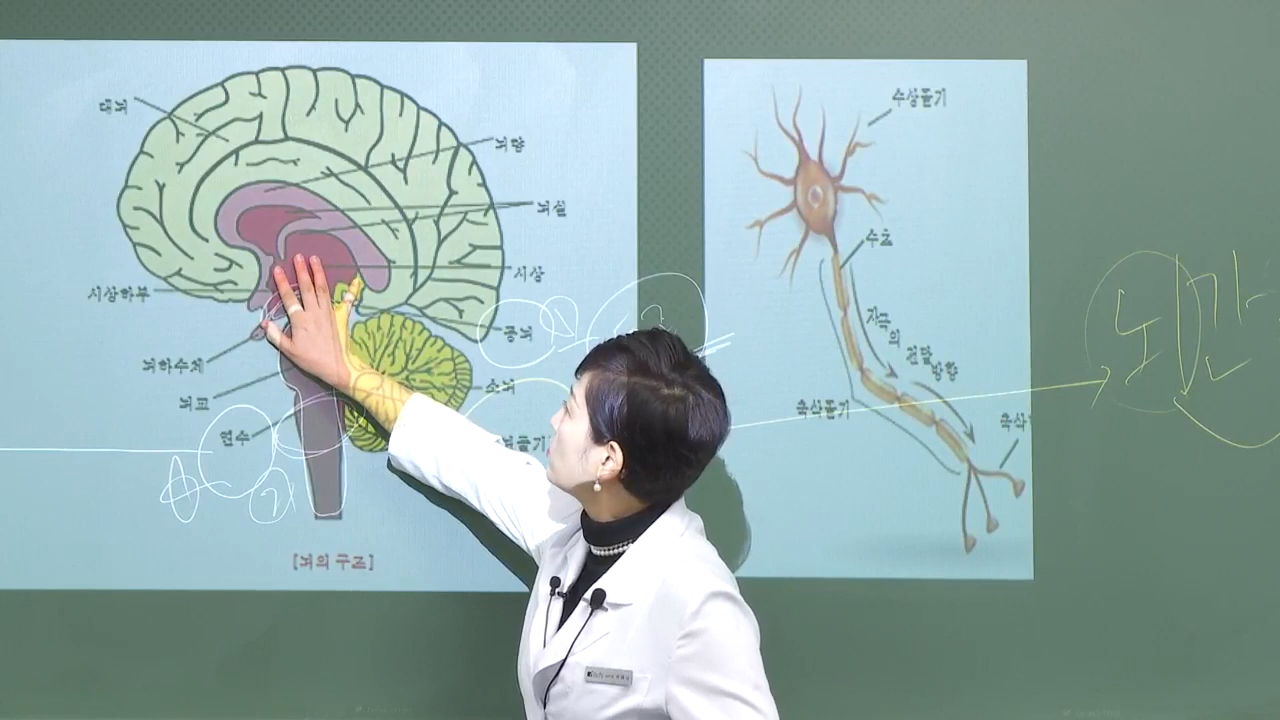 대뇌
뇌량
뇌실
시상
시상하부
중뇌
뇌하수체
소뇌
뇌교
연수
[뇌의 구조]
수상돌기
수초
자극의 전달 방향
축삭돌기
뇌간